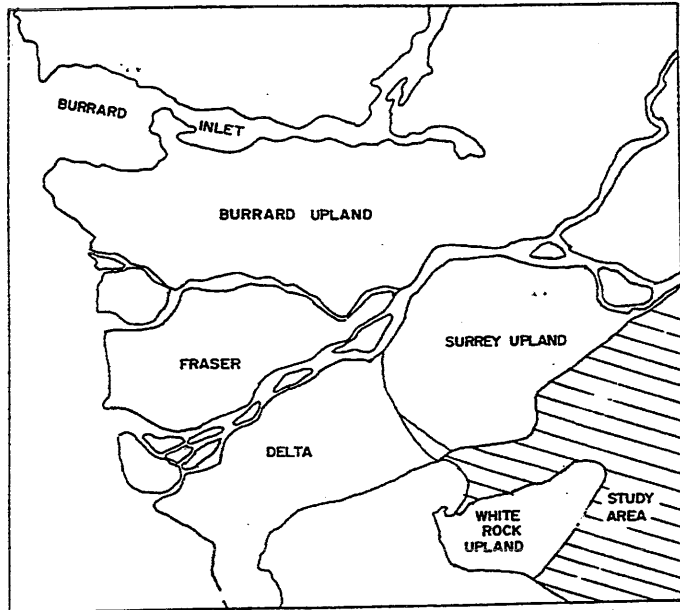 BURRARD
INLET
BURRARD UPLAND
FRASER
SURREY UPLAND
DELTA
WHITE
ROCK
UPLAND
STUDY
AREA